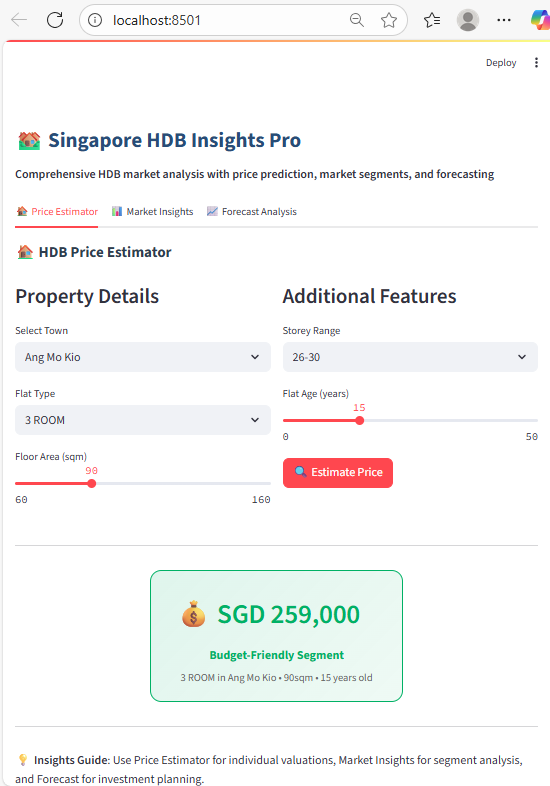 localhost:8501
Deploy
Singapore HDB Insights Pro
Comprehensive HDB market analysis with price prediction, market segments, and forecasting
Price Estimator
Market Insights
Forecast Analysis
HDB Price Estimator
Property Details
Select Town
Ang Mo Kio
Flat Type
3 ROOM
Floor Area (sqm)
90
60 160
Additional Features
Storey Range
26-30
Flat Age (years)
15
0 50
Estimate Price
SGD 259,000
Budget-Friendly Segment
3 ROOM in Ang Mo Kio • 90sqm • 15 years old
Insights Guide: Use Price Estimator for individual valuations, Market Insights for segment analysis,
and Forecast for investment planning.